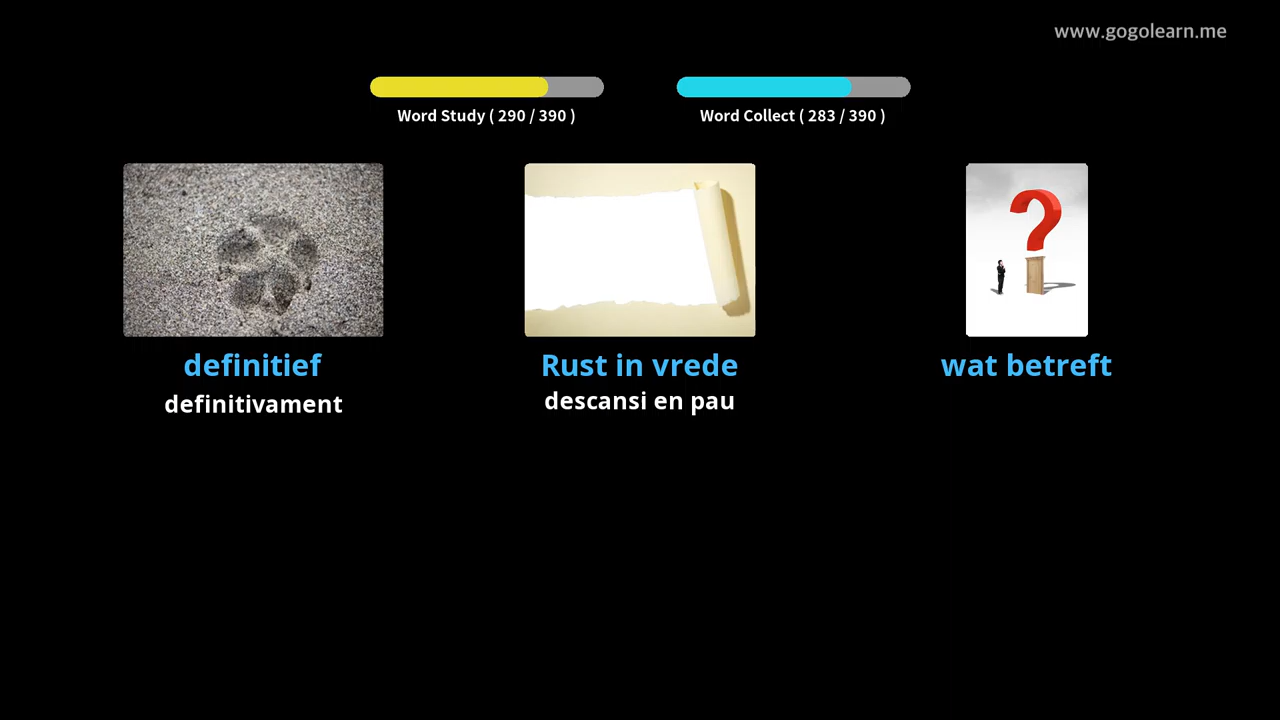 www.gogolearn.me
Word Study ( 290 / 390 )
Word Collect ( 283 / 390 )
definitief
definitivament
Rust in vrede
descansi en pau
wat betreft